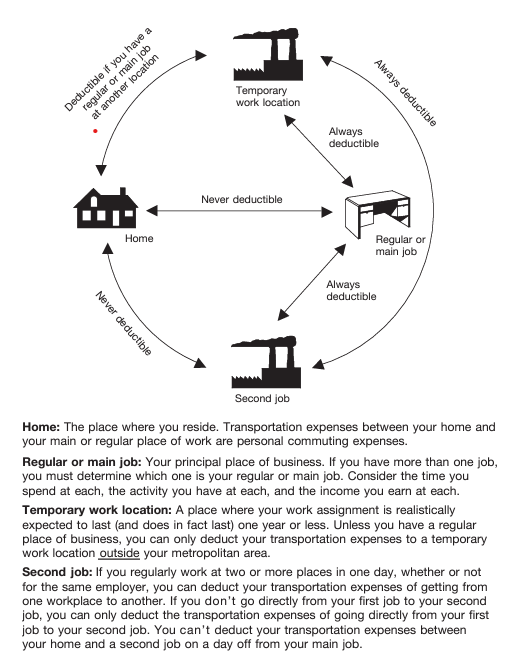 Deductible if you have a
regular or main job
at another location
Temporary
work location
Always deductible
Always
deductible
Never deductible
Home
Regular or
main job
Always
deductible
Never deductible
Second job
Home: The place where you reside. Transportation expenses between your home and
your main or regular place of work are personal commuting expenses.
Regular or main job: Your principal place of business. If you have more than one job,
you must determine which one is your regular or main job. Consider the time you
spend at each, the activity you have at each, and the income you earn at each.
Temporary work location: A place where your work assignment is realistically
expected to last (and does in fact last) one year or less. Unless you have a regular
place of business, you can only deduct your transportation expenses to a temporary
work location outside your metropolitan area.
Second job: If you regularly work at two or more places in one day, whether or not
for the same employer, you can deduct your transportation expenses of getting from
one workplace to another. If you don't go directly from your first job to your second
job, you can only deduct the transportation expenses of going directly from your first
job to your second job. You can't deduct your transportation expenses between
your home and a second job on a day off from your main job.